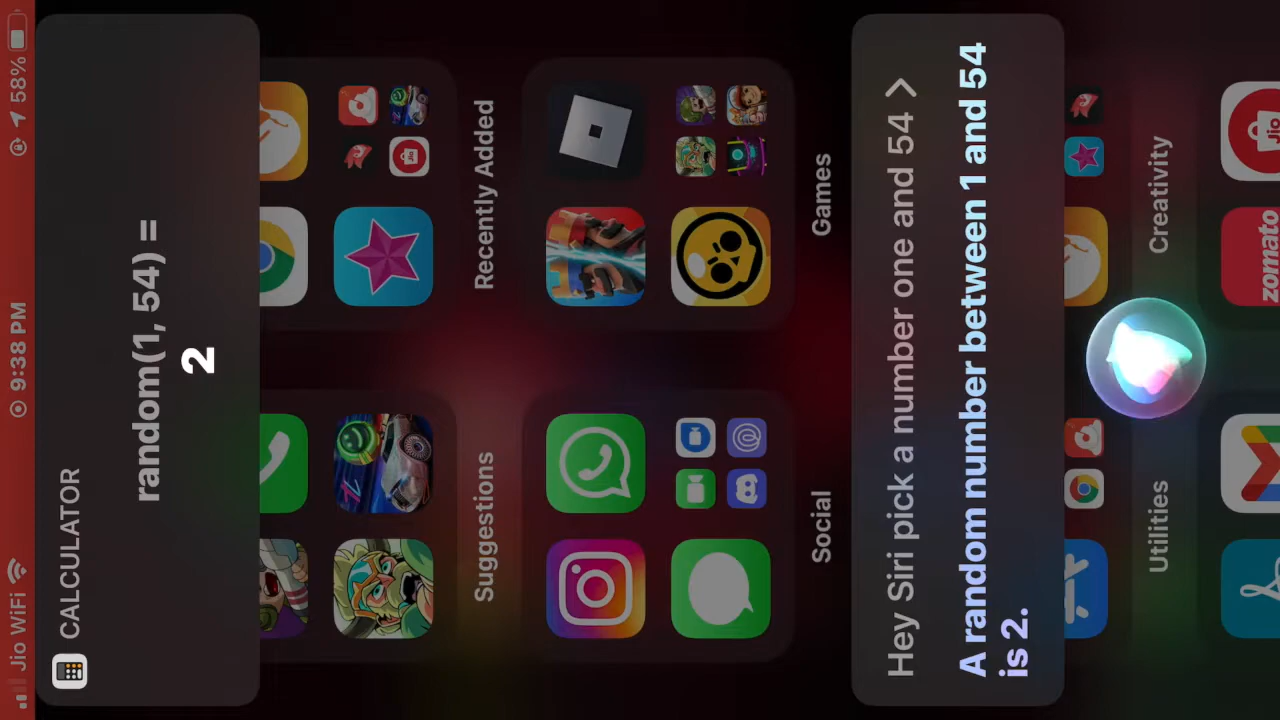 Jio WiFi
9:38 PM
58%
CALCULATOR
random(1, 54) =
2
Suggestions
Recently Added
Social
Games
Hey Siri pick a number one and 54 >
A random number between 1 and 54
is 2.
Utilities
Creativity
zomato
Jio